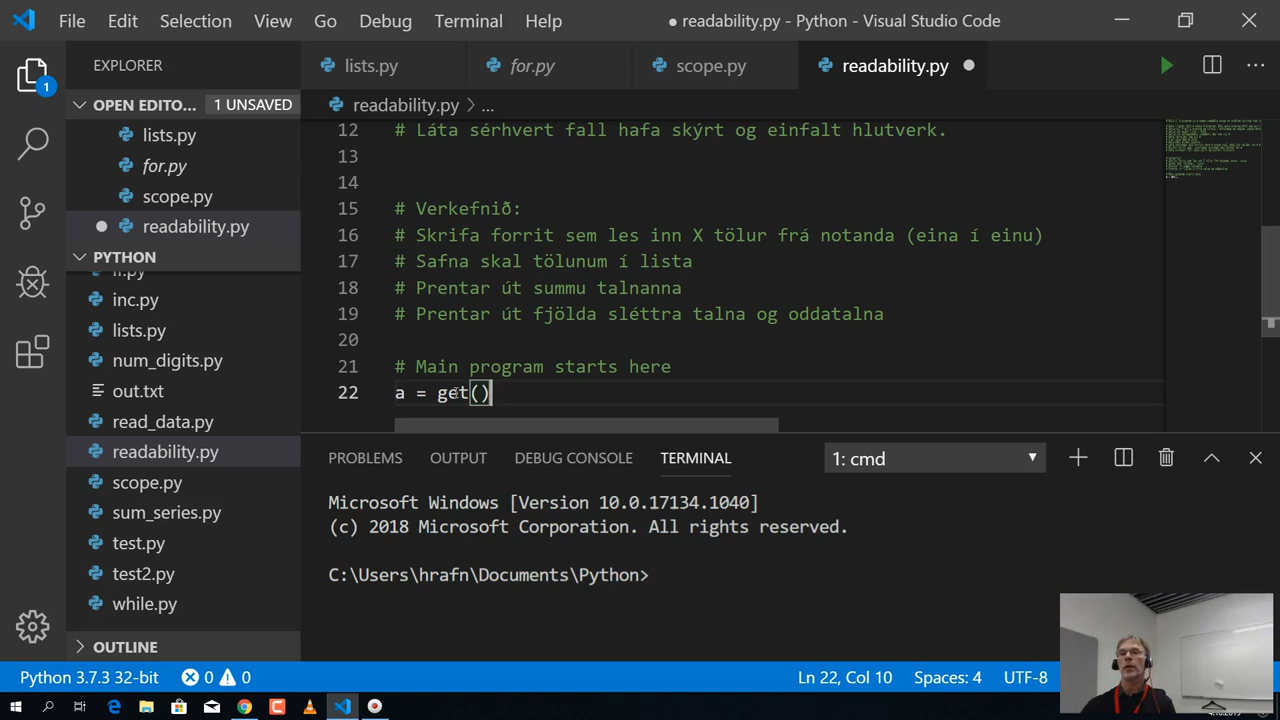 File Edit Selection View Go Debug Terminal Help ● readability.py - Python - Visual Studio Code
EXPLORER
lists.py for.py scope.py readability.py
OPEN EDITO... 1 UNSAVED
readability.py > ...
lists.py
for.py
scope.py
readability.py
PYTHON
inc.py
lists.py
num_digits.py
out.txt
read_data.py
readability.py
scope.py
sum_series.py
test.py
test2.py
while.py
OUTLINE
1
12 # Láta sérhvert fall hafa skýrt og einfalt hlutverk.
13
14
15 # Verkefnið:
16 # Skrifa forrit sem les inn X tölur frá notanda (eina í einu)
17 # Safna skal tölunum í lista
18 # Prentar út summu talnanna
19 # Prentar út fjölda sléttra talna og oddatalna
20
21 # Main program starts here
22 a = get()
PROBLEMS OUTPUT DEBUG CONSOLE TERMINAL 1: cmd
Microsoft Windows [Version 10.0.17134.1040]
(c) 2018 Microsoft Corporation. All rights reserved.
C:\Users\hrafn\Documents\Python>
Python 3.7.3 32-bit 0 0 Ln 22, Col 10 Spaces: 4 UTF-8